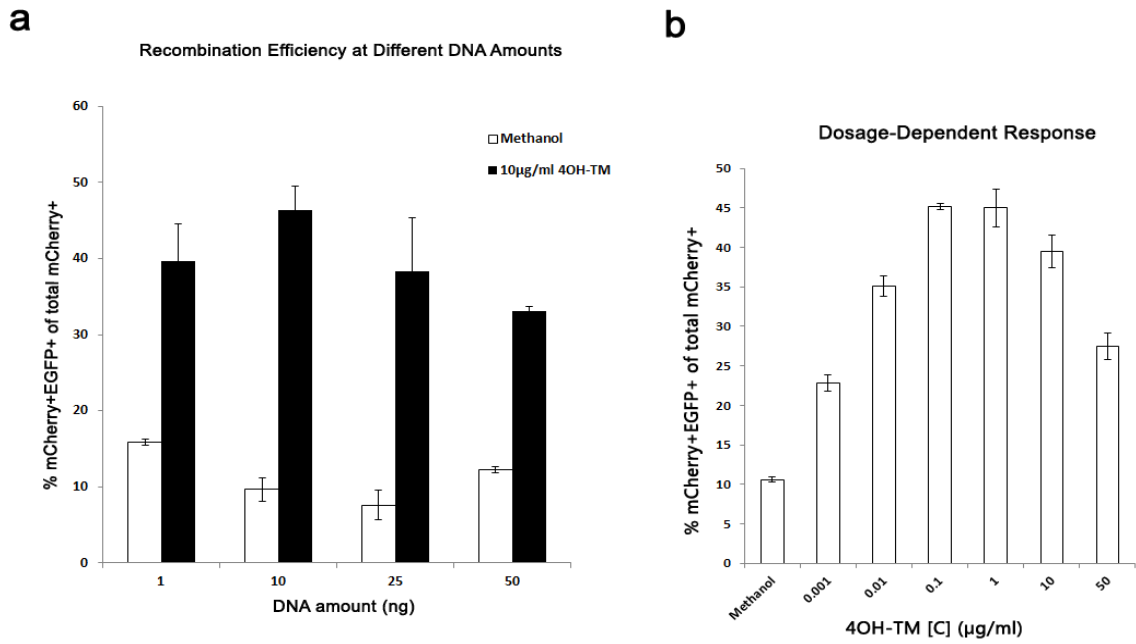 a
Recombination Efficiency at Different DNA Amounts
% mCherry+EGFP+ of total mCherry+
60
50
40
30
20
10
0
Methanol
10µg/ml 4OH-TM
1
10
25
50
DNA amount (ng)
b
Dosage-Dependent Response
% mCherry+EGFP+ of total mCherry+
50
45
40
35
30
25
20
15
10
5
0
Methanol
0.001
0.01
0.1
1
10
50
4OH-TM [C] (µg/ml)